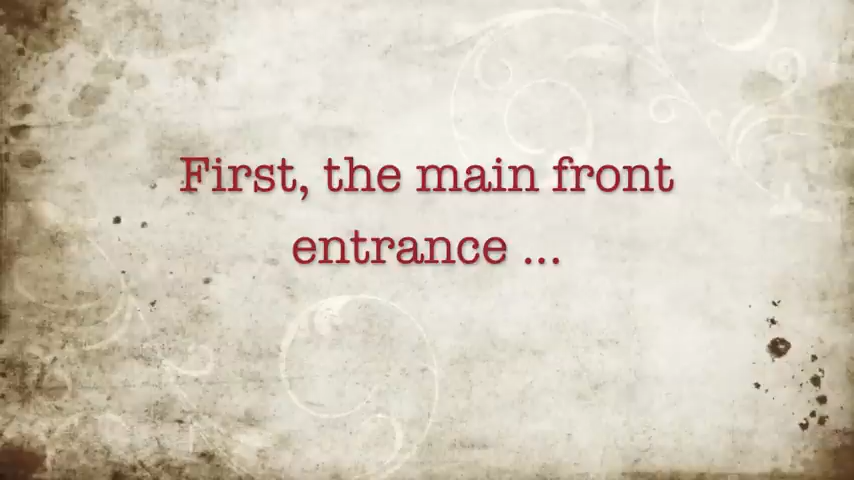 First, the main front
entrance ...